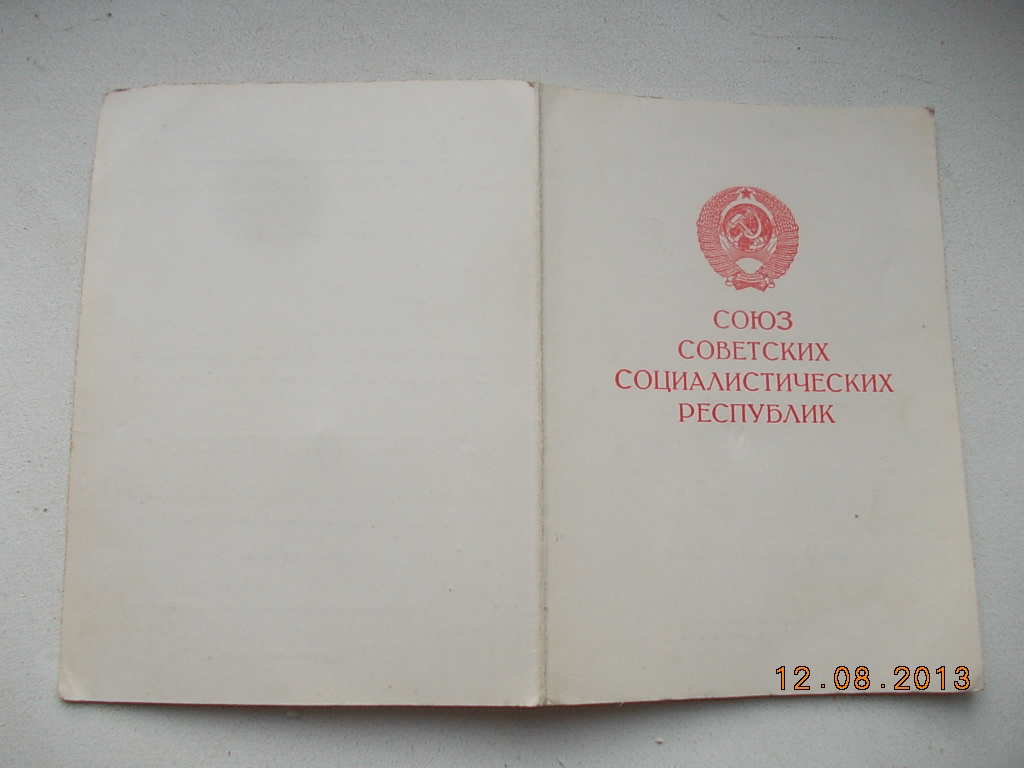 СОЮЗ
СОВЕТСКИХ
СОЦИАЛИСТИЧЕСКИХ
РЕСПУБЛИК
12.08.2013